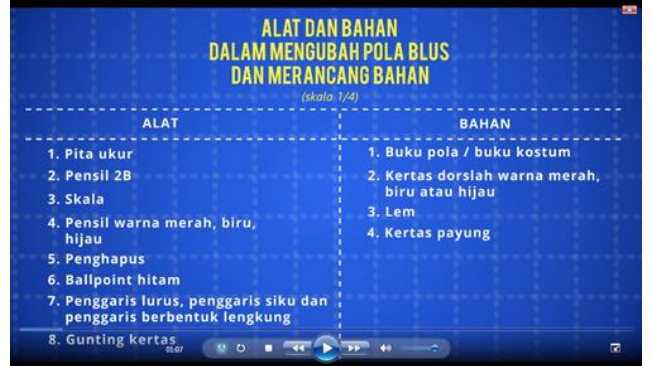 ALAT DAN BAHAN
DALAM MENGUBAH POLA BLUS
DAN MERANCANG BAHAN
(skala 1/4)
ALAT
1. Pita ukur
2. Pensil 2B
3. Skala
4. Pensil warna merah, biru,
hijau
5. Penghapus
6. Ballpoint hitam
7. Penggaris lurus, penggaris siku dan
penggaris berbentuk lengkung
8. Gunting kertas
BAHAN
1. Buku pola / buku kostum
2. Kertas dorslah warna merah,
biru atau hijau
3. Lem
4. Kertas payung
01:07